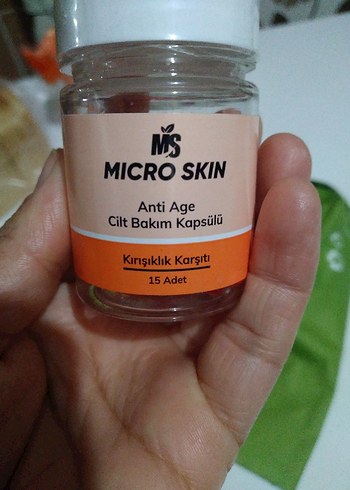 MS
MICRO SKIN
Anti Age
Cilt Bakım Kapsülü
Kırışıklık Karşıtı
15 Adet